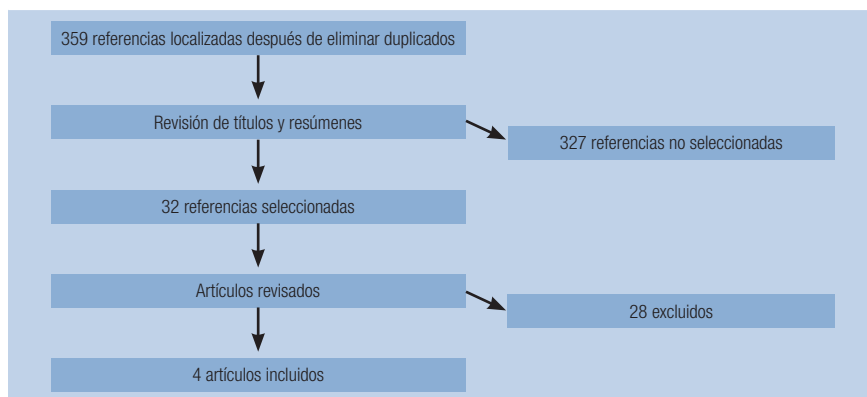 359 referencias localizadas después de eliminar duplicados
Revisión de títulos y resúmenes
327 referencias no seleccionadas
32 referencias seleccionadas
Artículos revisados
28 excluidos
4 artículos incluidos